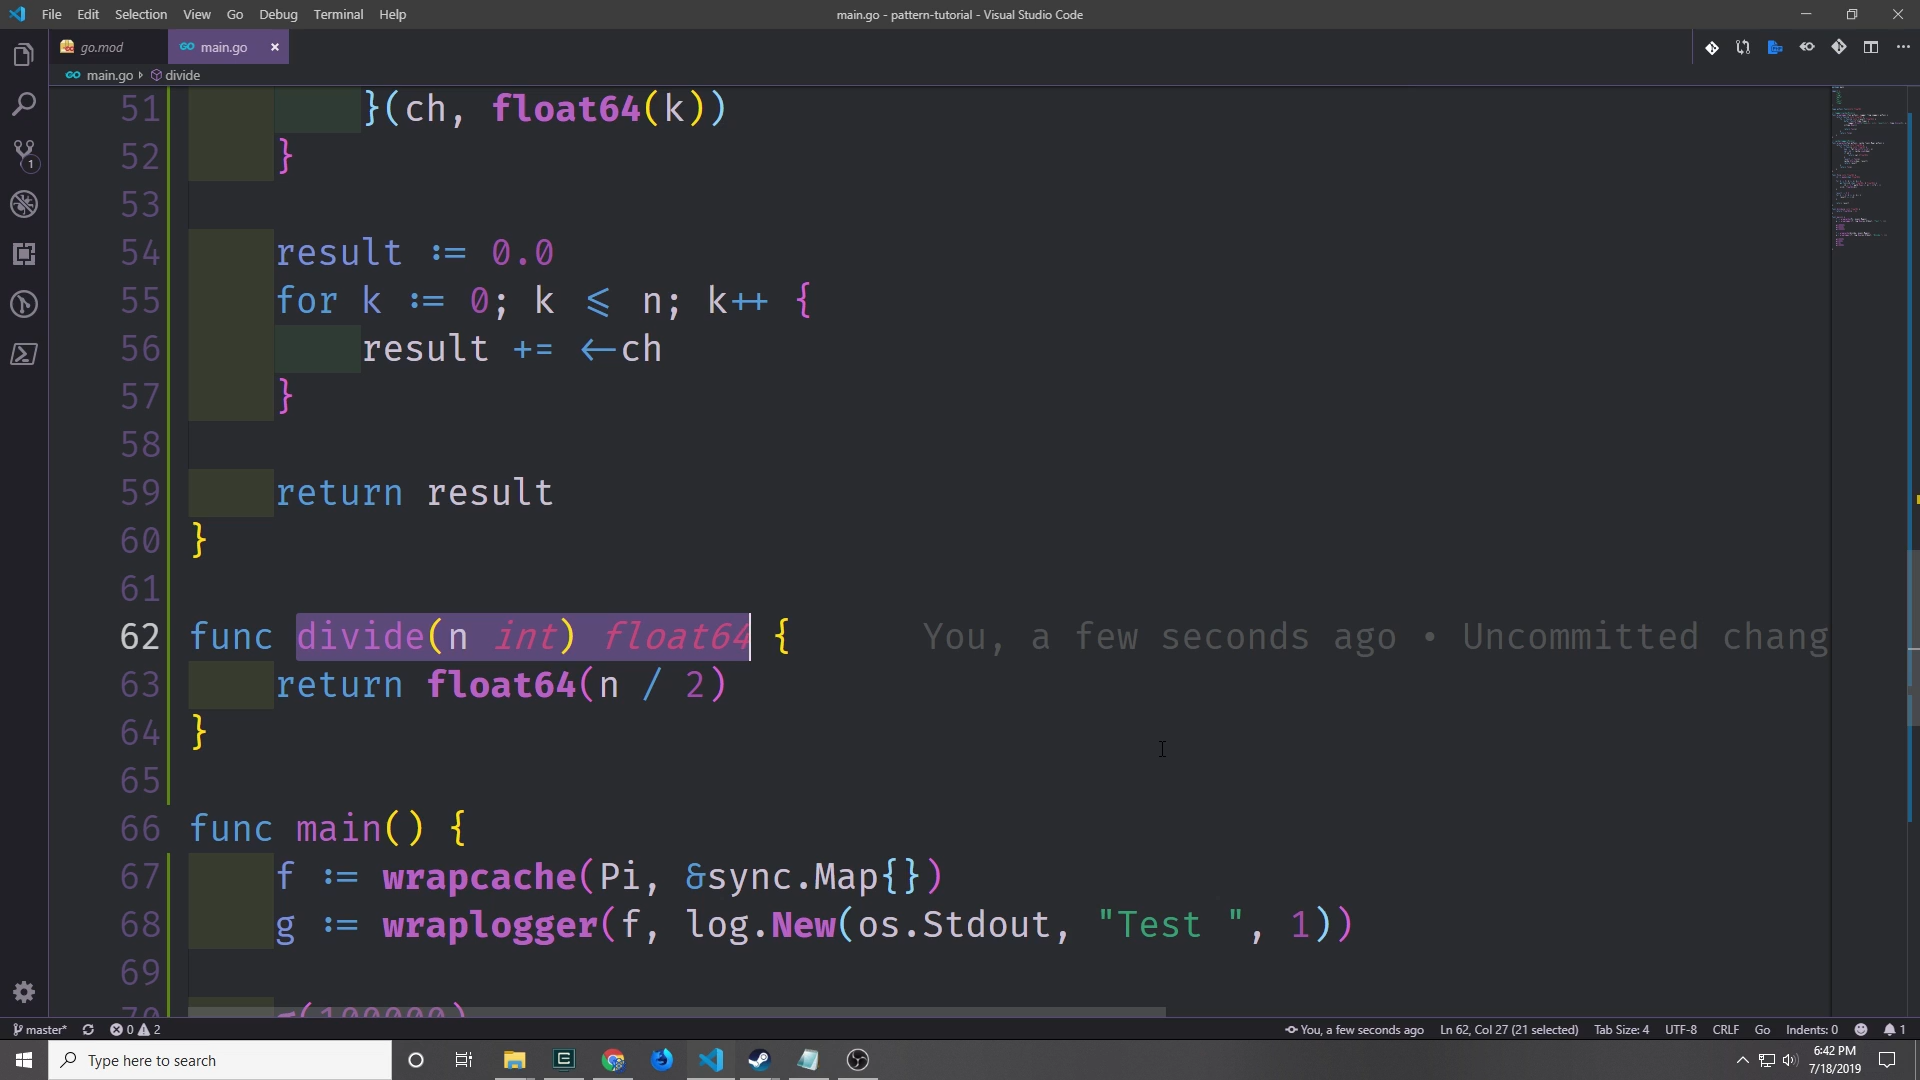 File Edit Selection View Go Debug Terminal Help
main.go - pattern-tutorial - Visual Studio Code
go.mod
main.go
main.go divide
51 }(ch, float64(k))
52 }
53
54 result := 0.0
55 for k := 0; k <= n; k++ {
56 result += <-ch
57 }
58
59 return result
60 }
61
62 func divide(n int) float64 { You, a few seconds ago • Uncommitted chang
63 return float64(n / 2)
64 }
65
66 func main() {
67 f := wrapcache(Pi, &sync.Map{})
68 g := wraplogger(f, log.New(os.Stdout, "Test ", 1))
69
70 g(100000)
1
master* 0 2
You, a few seconds ago Ln 62, Col 27 (21 selected) Tab Size: 4 UTF-8 CRLF Go Indents: 0 1
Type here to search
6:42 PM
7/18/2019